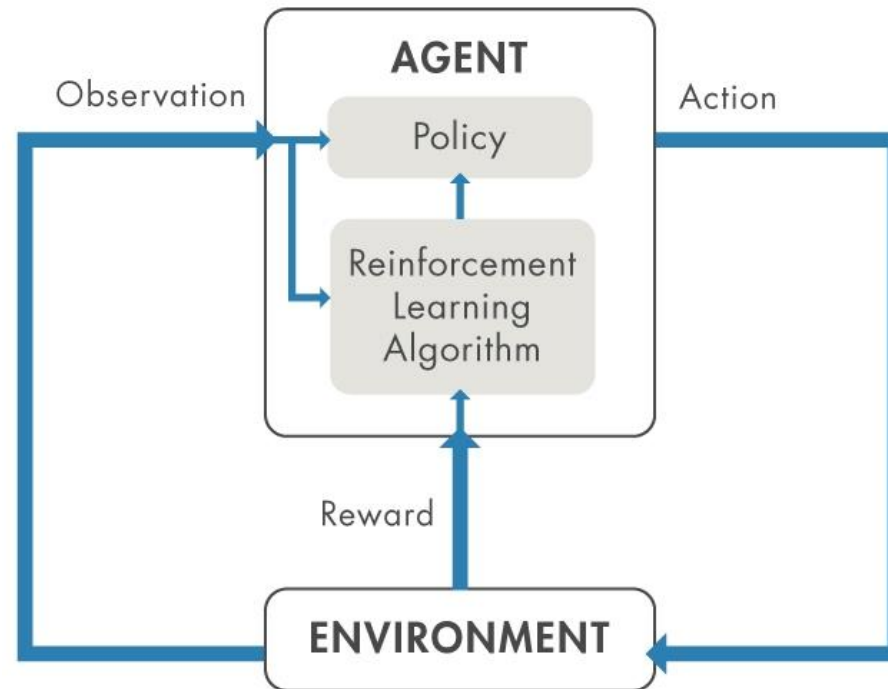 AGENT
Observation
Action
Policy
Reinforcement
Learning
Algorithm
Reward
ENVIRONMENT